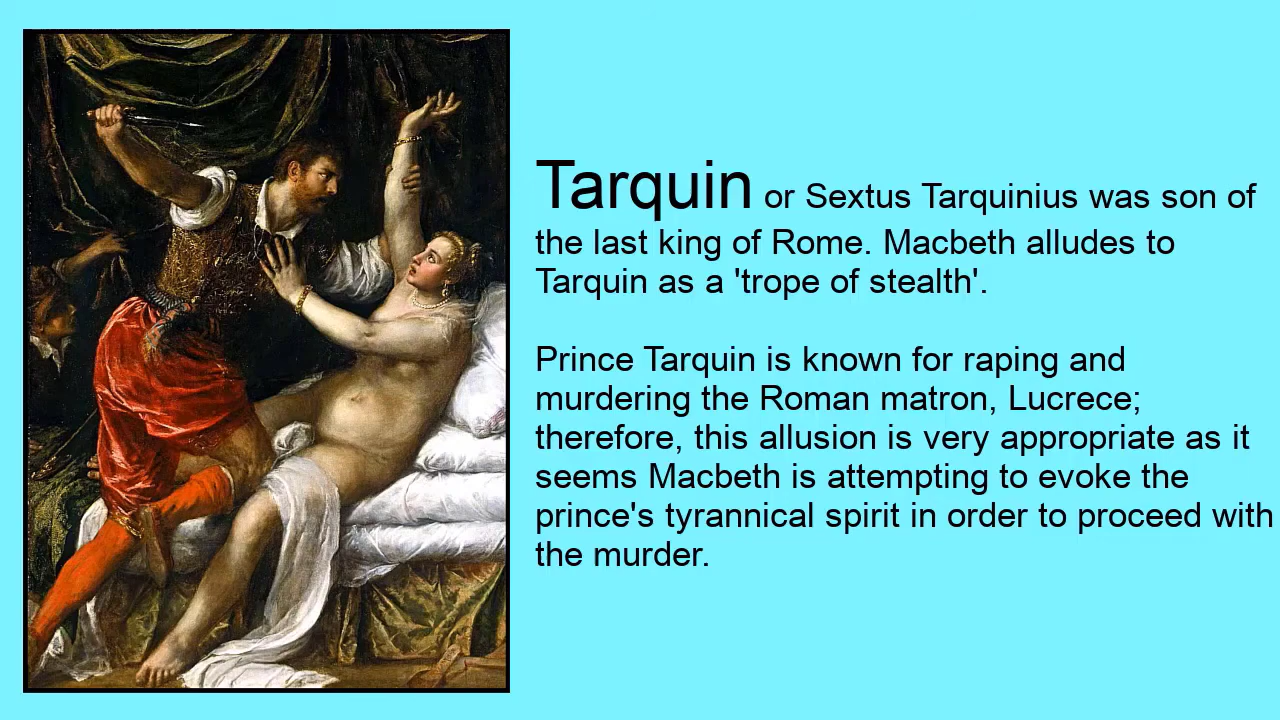 Tarquin or Sextus Tarquinius was son of
the last king of Rome. Macbeth alludes to
Tarquin as a 'trope of stealth'.
Prince Tarquin is known for raping and
murdering the Roman matron, Lucrece;
therefore, this allusion is very appropriate as it
seems Macbeth is attempting to evoke the
prince's tyrannical spirit in order to proceed with
the murder.